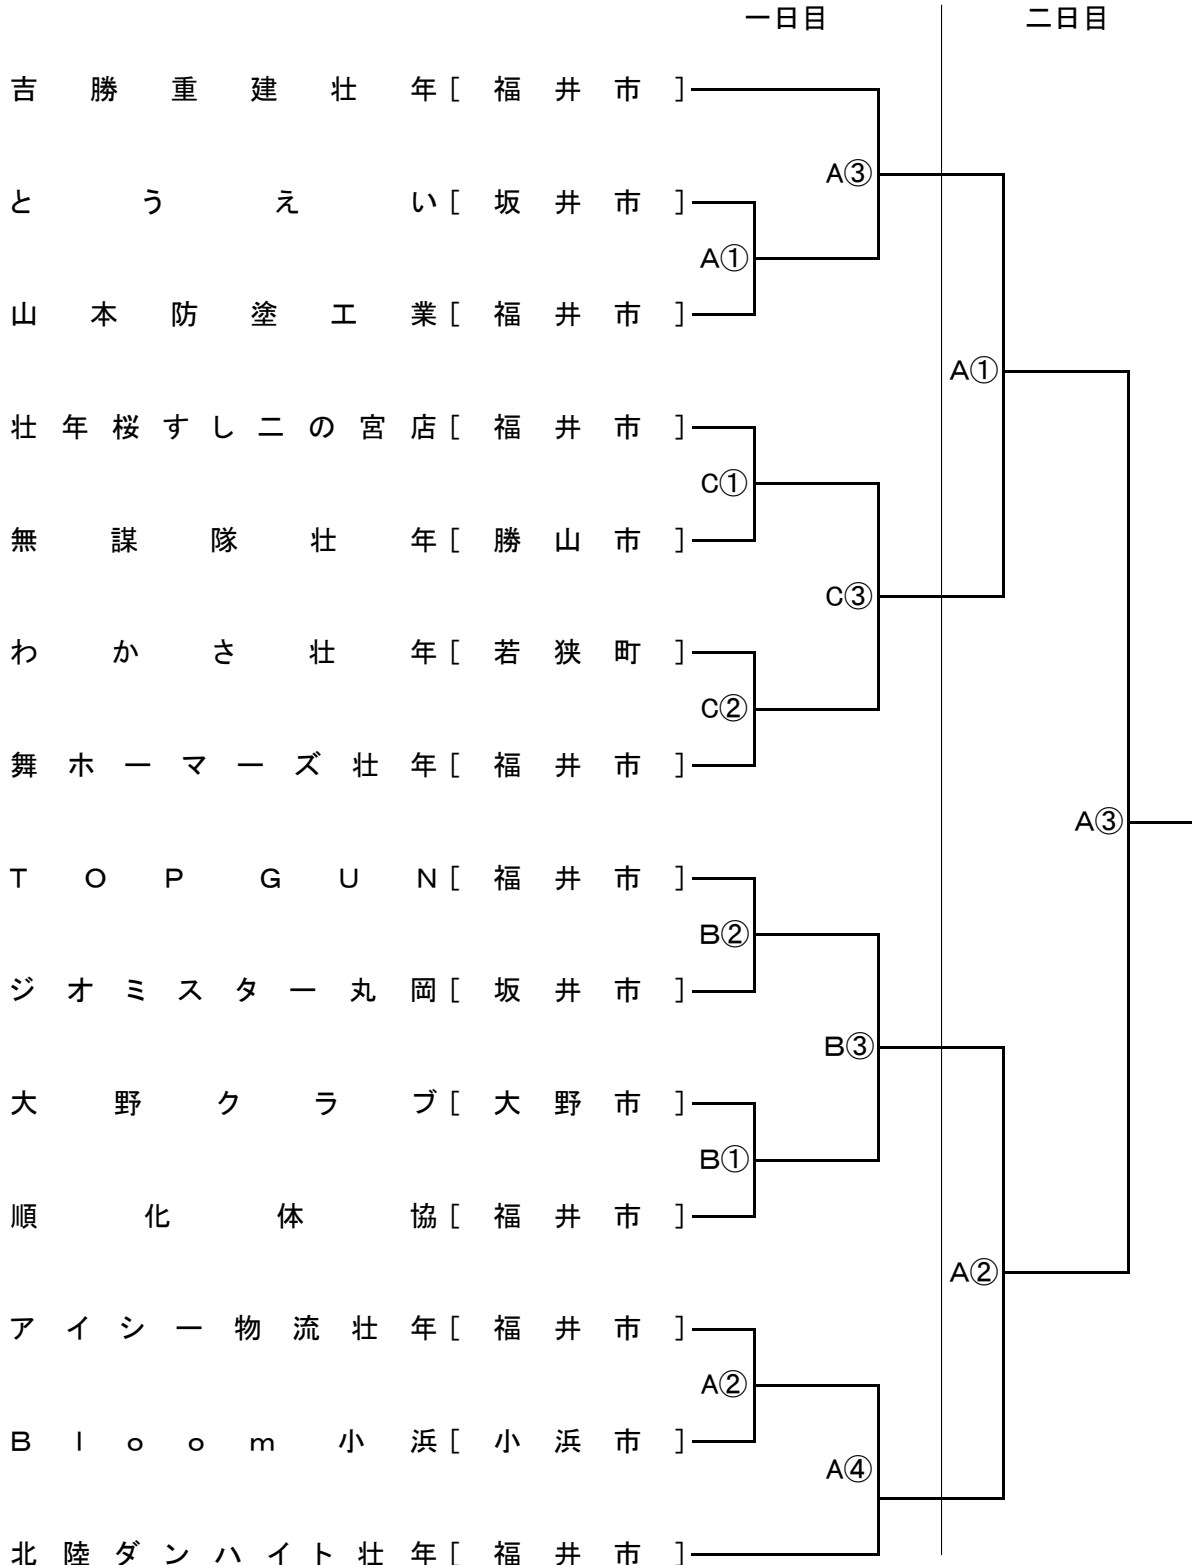 一日目 二日目
吉勝重建壮年[福井市]
A③
とうえい[坂井市]
A①
山本防塗工業[福井市]
A①
壮年桜すし二の宮店[福井市]
C①
無謀隊壮年[勝山市]
C③
わかさ壮年[若狭町]
C②
舞ホーマーズ壮年[福井市]
A③
TOP GUN[福井市]
B②
ジオミスター丸岡[坂井市]
B③
大野クラブ[大野市]
B①
順化体協[福井市]
A②
アイシー物流壮年[福井市]
A②
Bloom小浜[小浜市]
A④
北陸ダンハイト壮年[福井市]